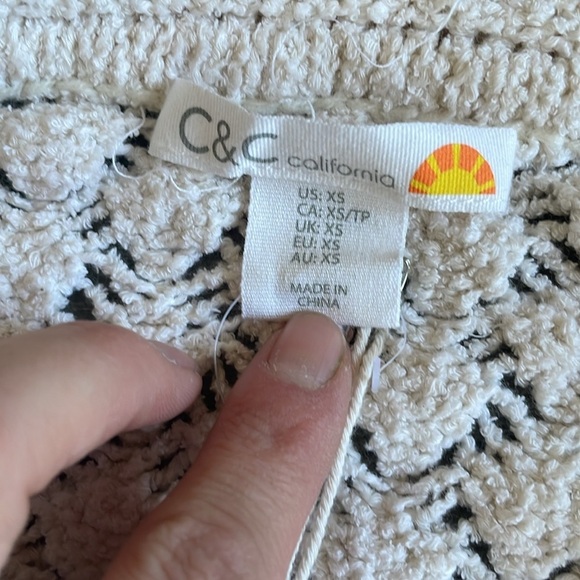 C&C california
US: XS
CA: XS/TP
UK: XS
EU: XS
AU: XS
MADE IN
CHINA